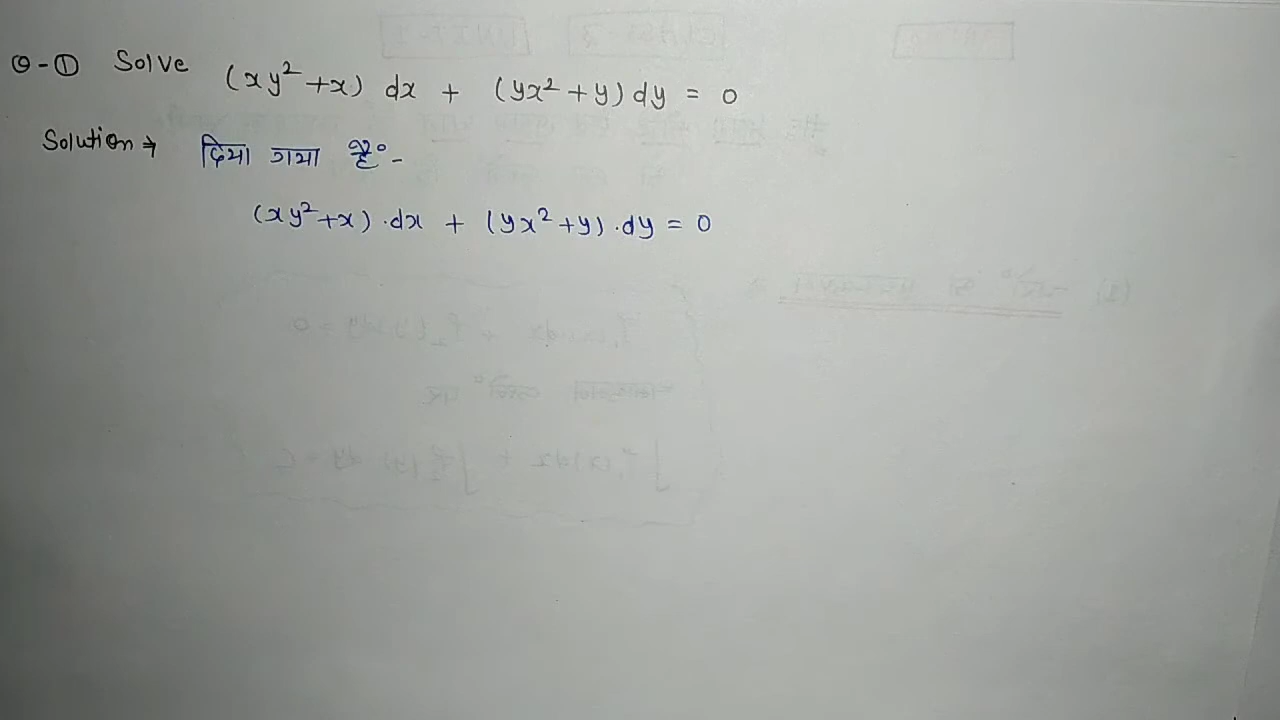 Q-① Solve (xy²+x) dx + (yx²+y) dy = 0
Solution ⇒ दिया गया है॰-
(xy²+x).dx + (yx²+y).dy = 0